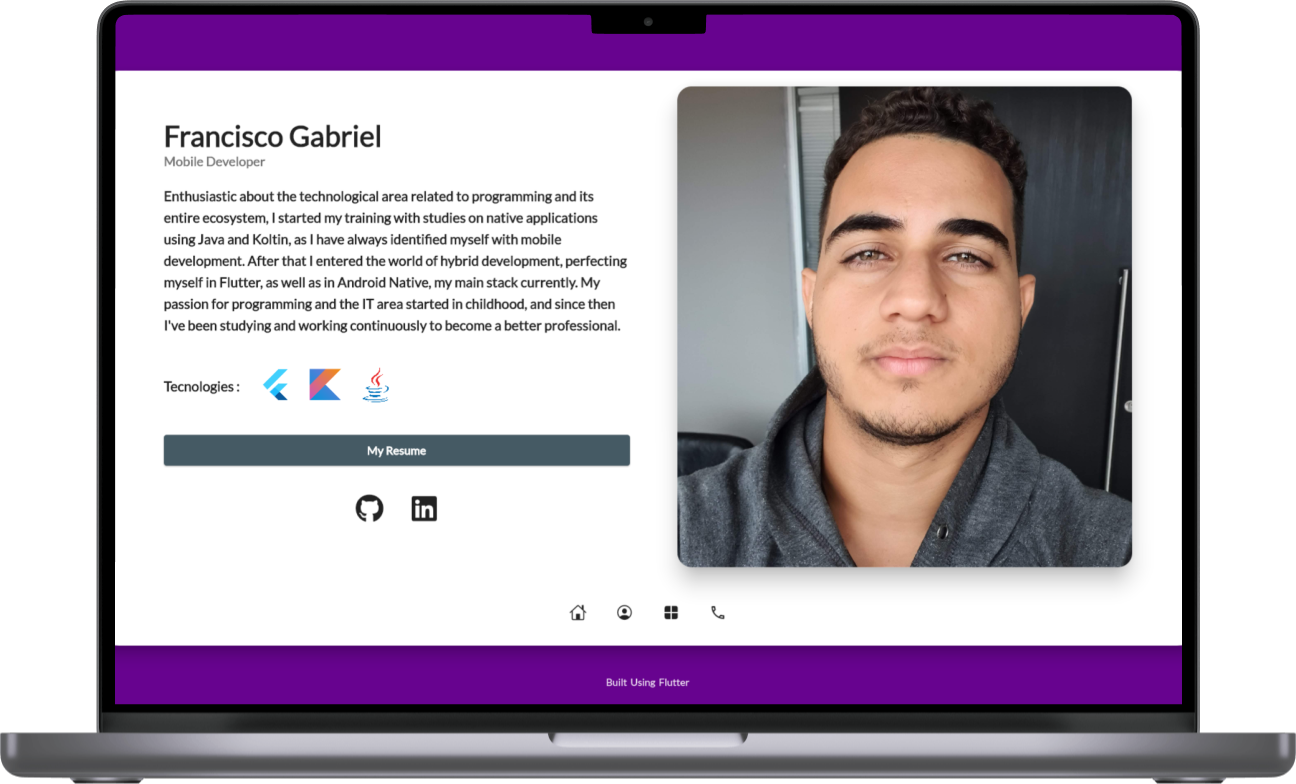 Francisco Gabriel
Mobile Developer
Enthusiastic about the technological area related to programming and its
entire ecosystem, I started my training with studies on native applications
using Java and Koltin, as I have always identified myself with mobile
development. After that I entered the world of hybrid development, perfecting
myself in Flutter, as well as in Android Native, my main stack currently. My
passion for programming and the IT area started in childhood, and since then
I've been studying and working continuously to become a better professional.
Tecnologies :
My Resume
in
Built Using Flutter